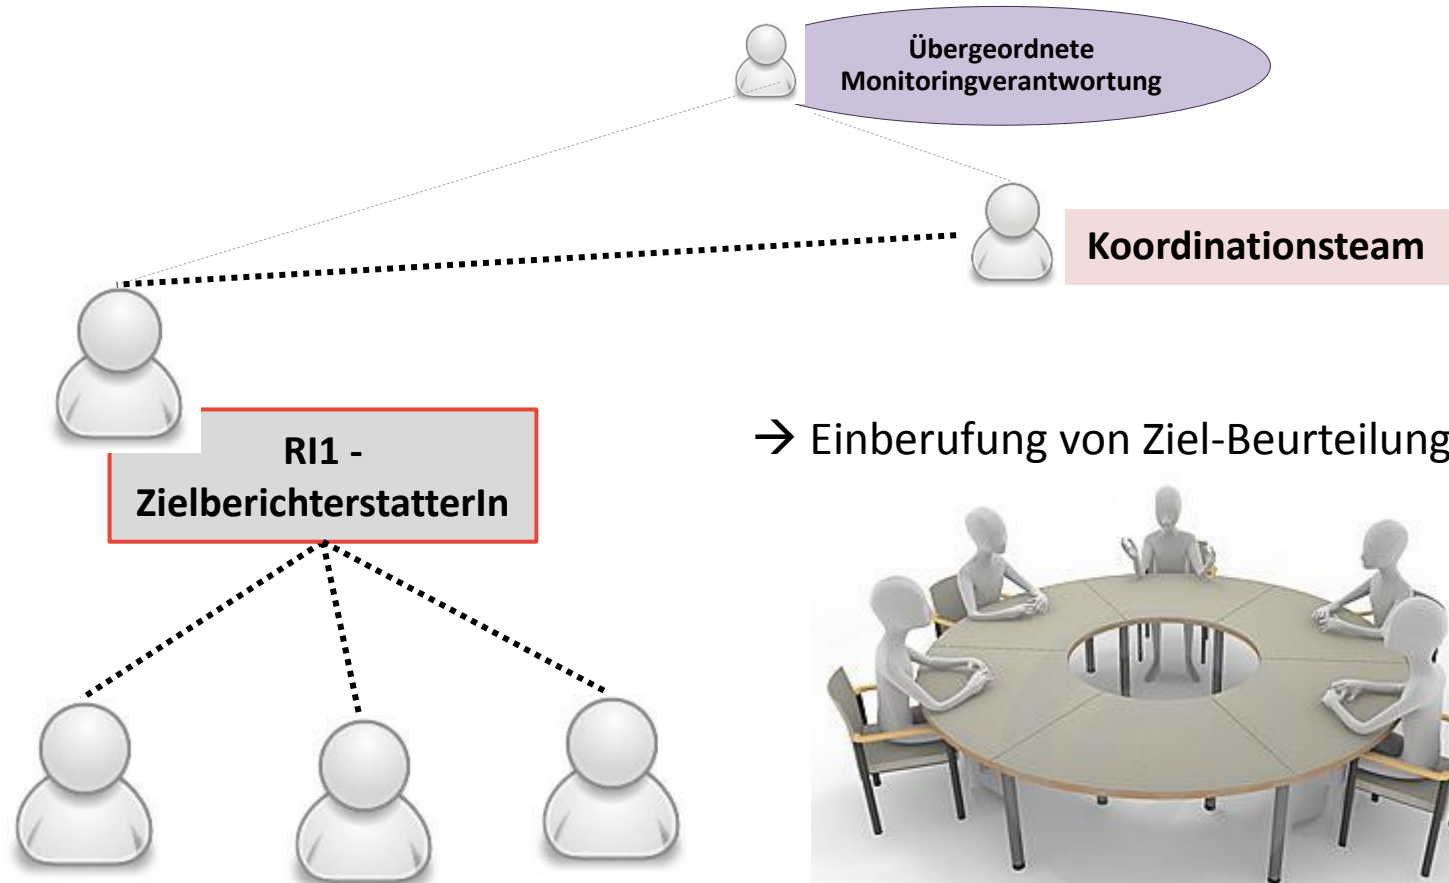 Übergeordnete
Monitoringverantwortung
Koordinationsteam
RI1 -
ZielberichterstatterIn
→ Einberufung von Ziel-Beurteilung